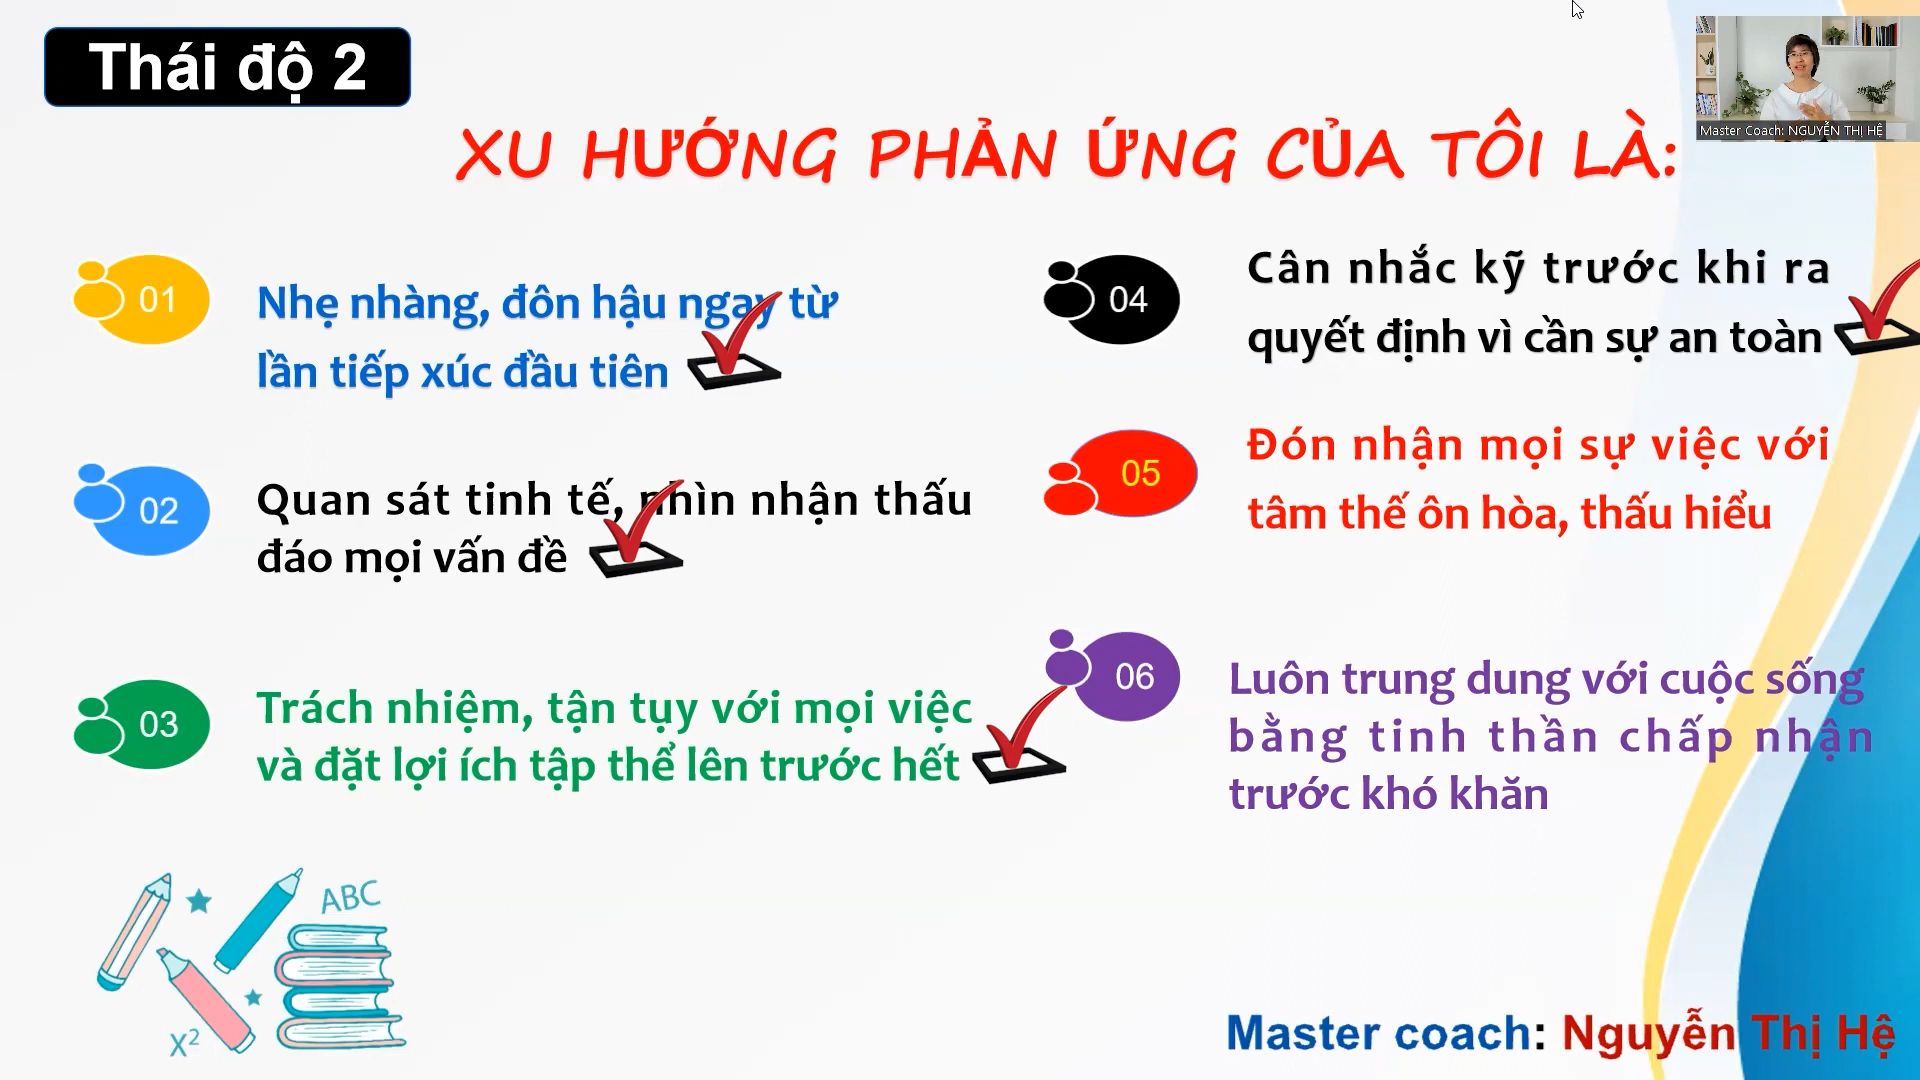 Thái độ 2
Master Coach: NGUYỄN THỊ HỆ
XU HƯỚNG PHẢN ỨNG CỦA TÔI LÀ:
01
Nhẹ nhàng, đôn hậu ngay từ
lần tiếp xúc đầu tiên
02
Quan sát tinh tế, nhìn nhận thấu
đáo mọi vấn đề
03
Trách nhiệm, tận tụy với mọi việc
và đặt lợi ích tập thể lên trước hết
04
Cân nhắc kỹ trước khi ra
quyết định vì cần sự an toàn
05
Đón nhận mọi sự việc với
tâm thế ôn hòa, thấu hiểu
06
Luôn trung dung với cuộc sống
bằng tinh thần chấp nhận
trước khó khăn
ABC
X²
Master coach: Nguyễn Thị Hệ